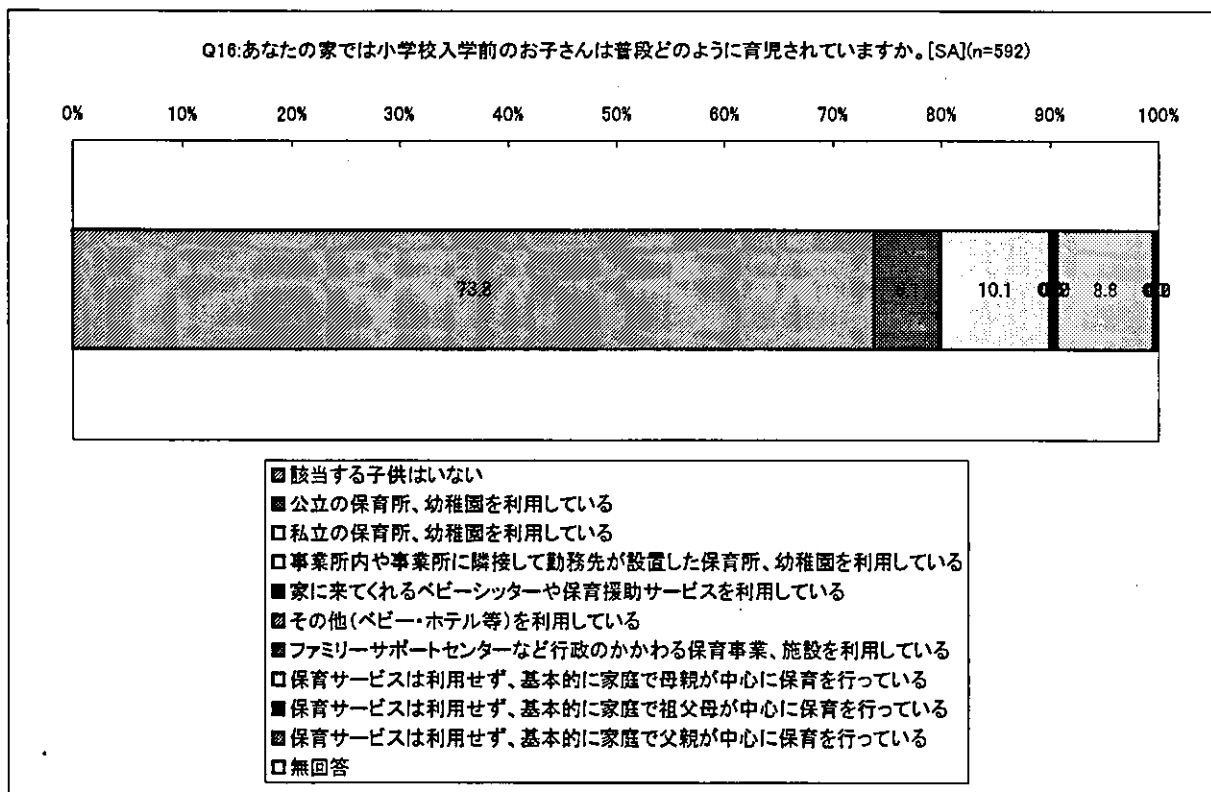 Q16:あなたの家では小学校入学前のお子さんは普段どのように育児されていますか。[SA](n=592)
0% 10% 20% 30% 40% 50% 60% 70% 80% 90% 100%
73.8 6.1 10.1 8.8
該当する子供はいない
公立の保育所、幼稚園を利用している
私立の保育所、幼稚園を利用している
事業所内や事業所に隣接して勤務先が設置した保育所、幼稚園を利用している
家に来てくれるベビーシッターや保育援助サービスを利用している
その他(ベビー・ホテル等)を利用している
ファミリーサポートセンターなど行政のかかわる保育事業、施設を利用している
保育サービスは利用せず、基本的に家庭で母親が中心に保育を行っている
保育サービスは利用せず、基本的に家庭で祖父母が中心に保育を行っている
保育サービスは利用せず、基本的に家庭で父親が中心に保育を行っている
無回答